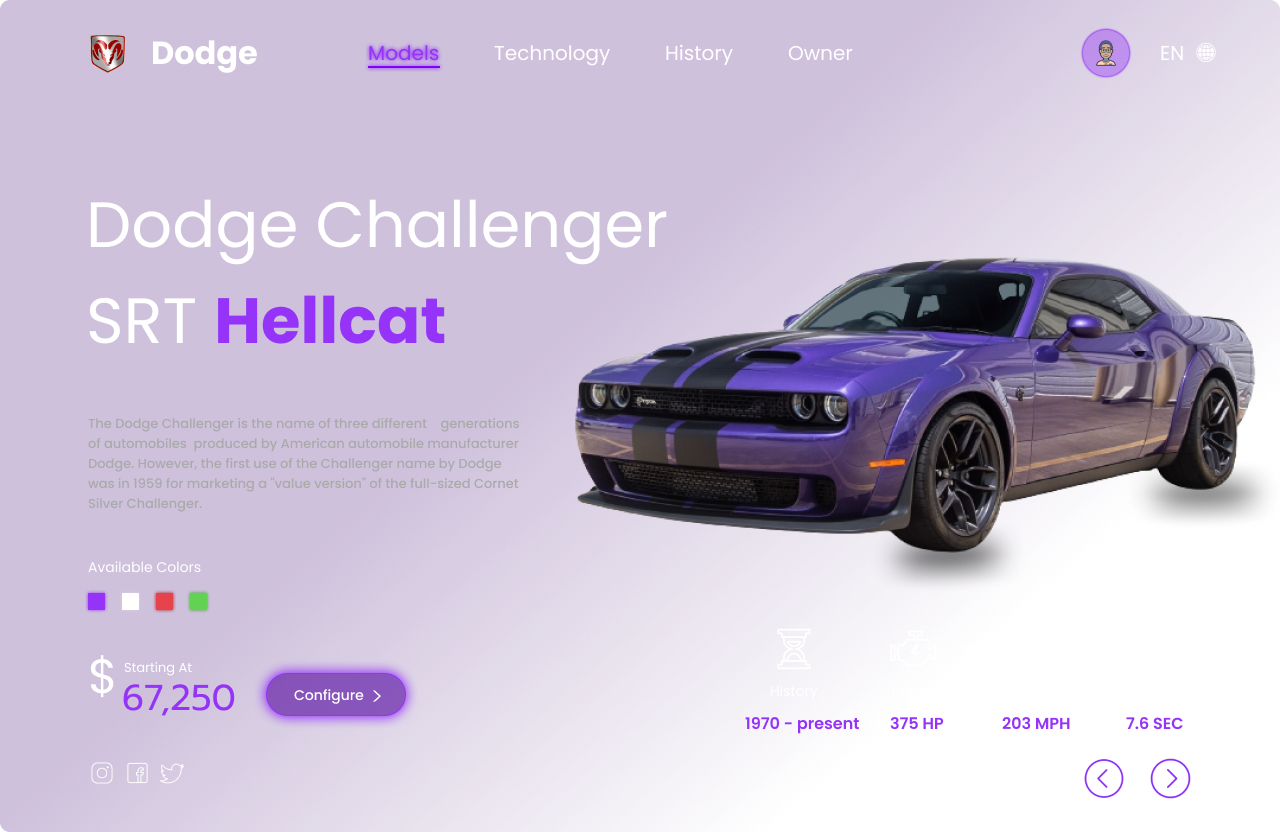 Dodge
Models
Technology
History
Owner
EN
Dodge Challenger
SRT Hellcat
The Dodge Challenger is the name of three different generations
of automobiles produced by American automobile manufacturer
Dodge. However, the first use of the Challenger name by Dodge
was in 1959 for marketing a "value version" of the full-sized Cornet
Silver Challenger.
Available Colors
$
Starting At
67,250
Configure
History
1970 - present
375 HP
203 MPH
7.6 SEC